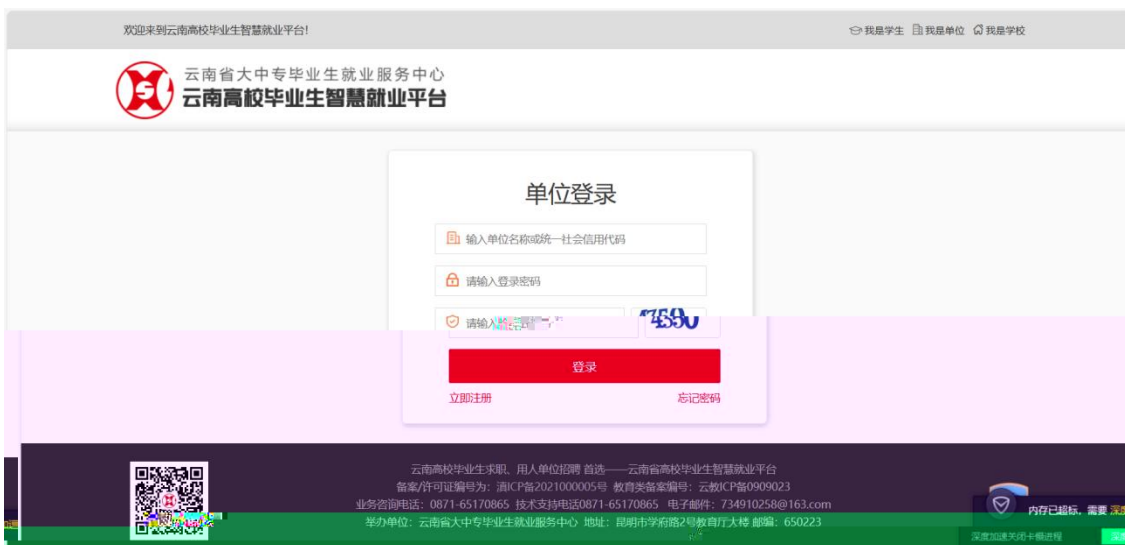 欢迎来到云南高校毕业生智慧就业平台!
我是学生 我是单位 我是学校
云南省大中专毕业生就业服务中心
云南高校毕业生智慧就业平台
单位登录
输入单位名称或统一社会信用代码
请输入登录密码
请输入
登录
立即注册 忘记密码
云南高校毕业生求职、用人单位招聘 首选——云南省高校毕业生智慧就业平台
备案/许可证编号为:滇ICP备2021000005号 教育类备案编号:云教ICP备0909023
业务咨询电话:0871-65170865 技术支持电话0871-65170865 电子邮件:734910258@163.com
举办单位:云南省大中专毕业生就业服务中心 地址:昆明市学府路2号教育厅大楼 邮编:650223
内存已超标,需要
深度加速关闭卡慢进程